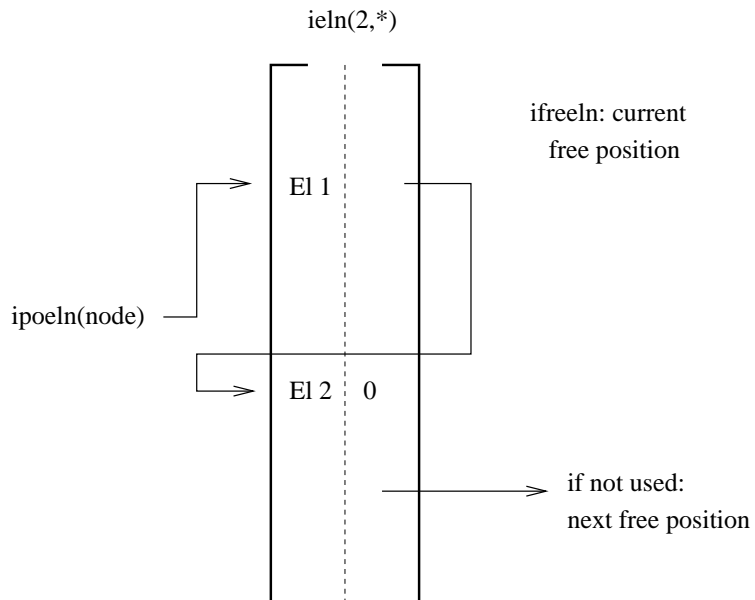 ieln(2,*)
ifreeln: current
free position
El 1
ipoeln(node)
El 2 0
if not used:
next free position